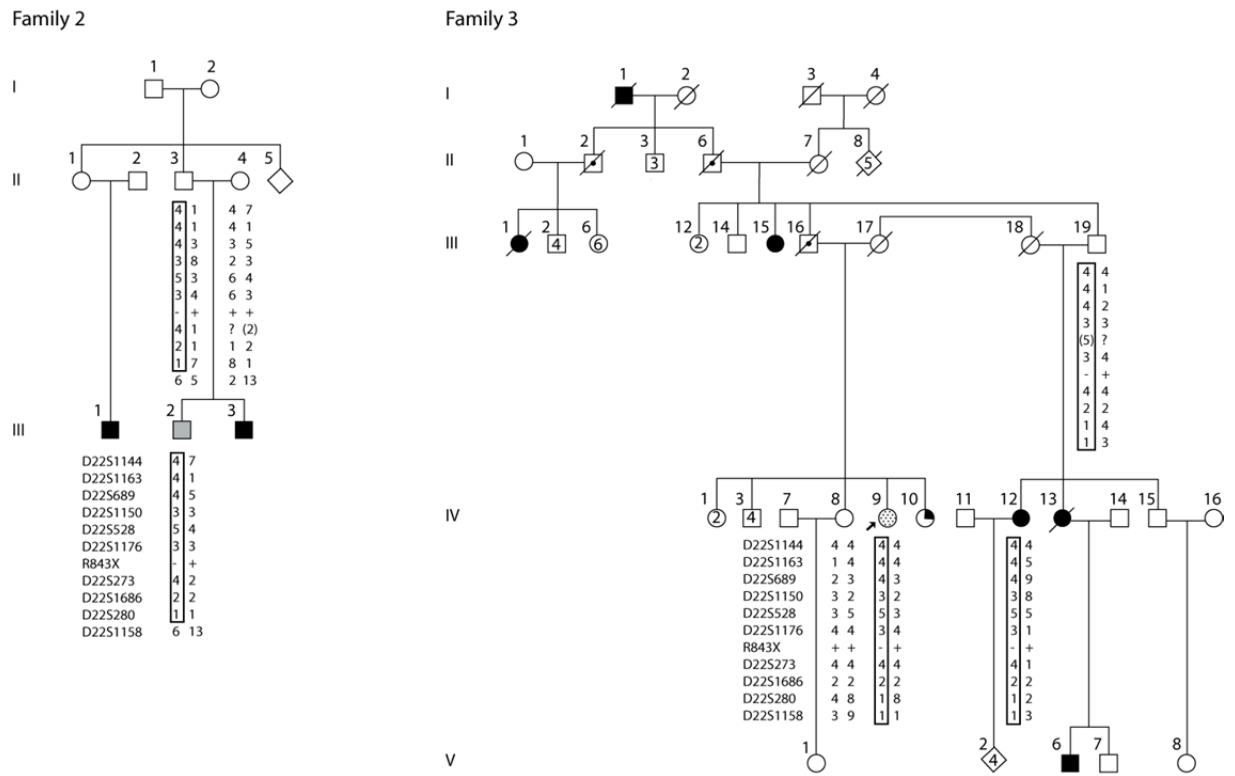 Family 2
Family 3
I
1 2
I
1 2 3 4
II
1 2 3 4 5
II
1 2 3 6 7 8
3 5
4 1 4 7
4 1 4 1
4 3 3 5
3 8 2 3
5 3 6 4
3 4 6 3
- + + +
4 1 ? (2)
2 1 1 2
1 7 8 1
6 5 2 13
III
1 2 6 12 14 15 16 17 18 19
4 6 2
4 4
4 1
4 2
3 3
(5) ?
3 4
- +
4 4
2 2
1 4
1 3
III
1 2 3
D22S1144 4 7
D22S1163 4 1
D22S689 4 5
D22S1150 3 3
D22S528 5 4
D22S1176 3 3
R843X - +
D22S273 4 2
D22S1686 2 2
D22S280 1 1
D22S1158 6 13
IV
1 3 7 8 9 10 11 12 13 14 15 16
2 4
D22S1144 4 4 4 4 4 4
D22S1163 1 4 4 4 4 5
D22S689 2 3 4 3 4 9
D22S1150 3 2 3 2 3 8
D22S528 3 5 5 3 5 5
D22S1176 4 4 3 4 3 1
R843X + + - + - +
D22S273 4 4 4 4 4 1
D22S1686 2 2 2 2 2 2
D22S280 4 8 1 8 1 2
D22S1158 3 9 1 1 1 3
V
1 2 6 7 8
4